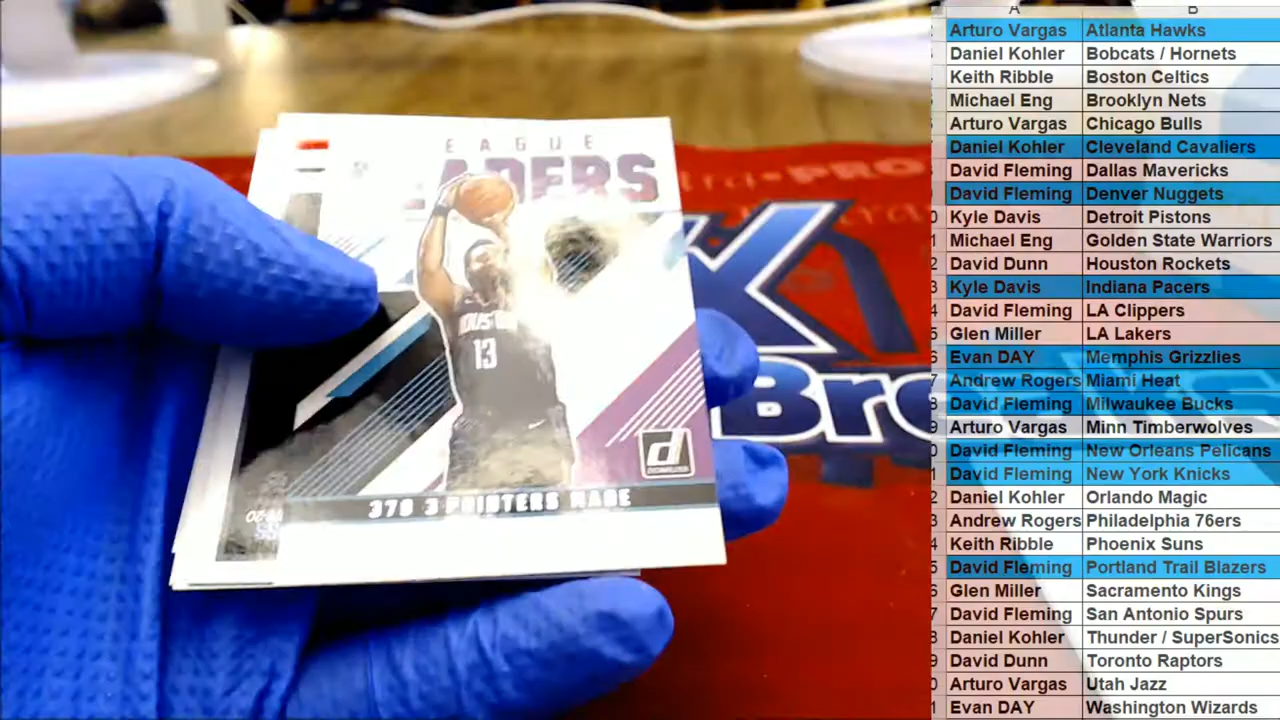 EAGUE
EADERS
13
378 3-POINTERS MADE
DONRUSS
PRO
K
Bre
A B
Arturo Vargas Atlanta Hawks
Daniel Kohler Bobcats / Hornets
Keith Ribble Boston Celtics
Michael Eng Brooklyn Nets
Arturo Vargas Chicago Bulls
Daniel Kohler Cleveland Cavaliers
David Fleming Dallas Mavericks
David Fleming Denver Nuggets
Kyle Davis Detroit Pistons
Michael Eng Golden State Warriors
David Dunn Houston Rockets
Kyle Davis Indiana Pacers
David Fleming LA Clippers
Glen Miller LA Lakers
Evan DAY Memphis Grizzlies
Andrew Rogers Miami Heat
David Fleming Milwaukee Bucks
Arturo Vargas Minn Timberwolves
David Fleming New Orleans Pelicans
David Fleming New York Knicks
Daniel Kohler Orlando Magic
Andrew Rogers Philadelphia 76ers
Keith Ribble Phoenix Suns
David Fleming Portland Trail Blazers
Glen Miller Sacramento Kings
David Fleming San Antonio Spurs
Daniel Kohler Thunder / SuperSonics
David Dunn Toronto Raptors
Arturo Vargas Utah Jazz
Evan DAY Washington Wizards